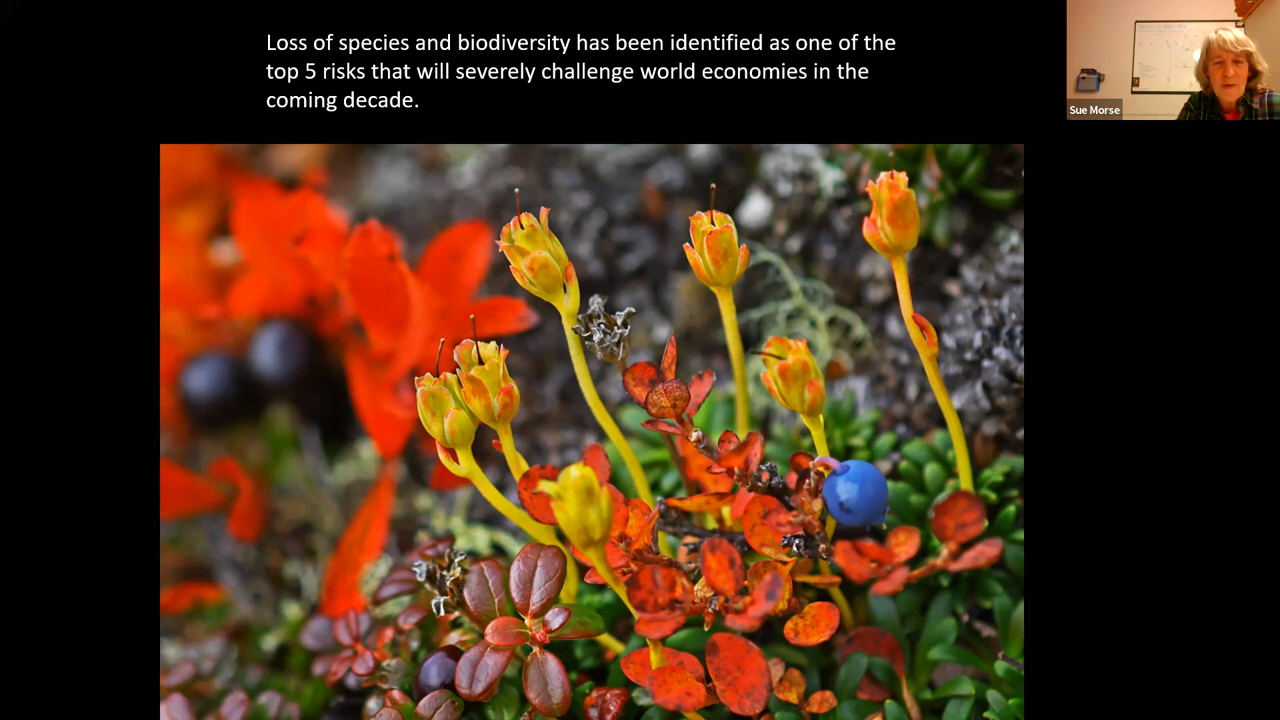 Loss of species and biodiversity has been identified as one of the
top 5 risks that will severely challenge world economies in the
coming decade.
Sue Morse